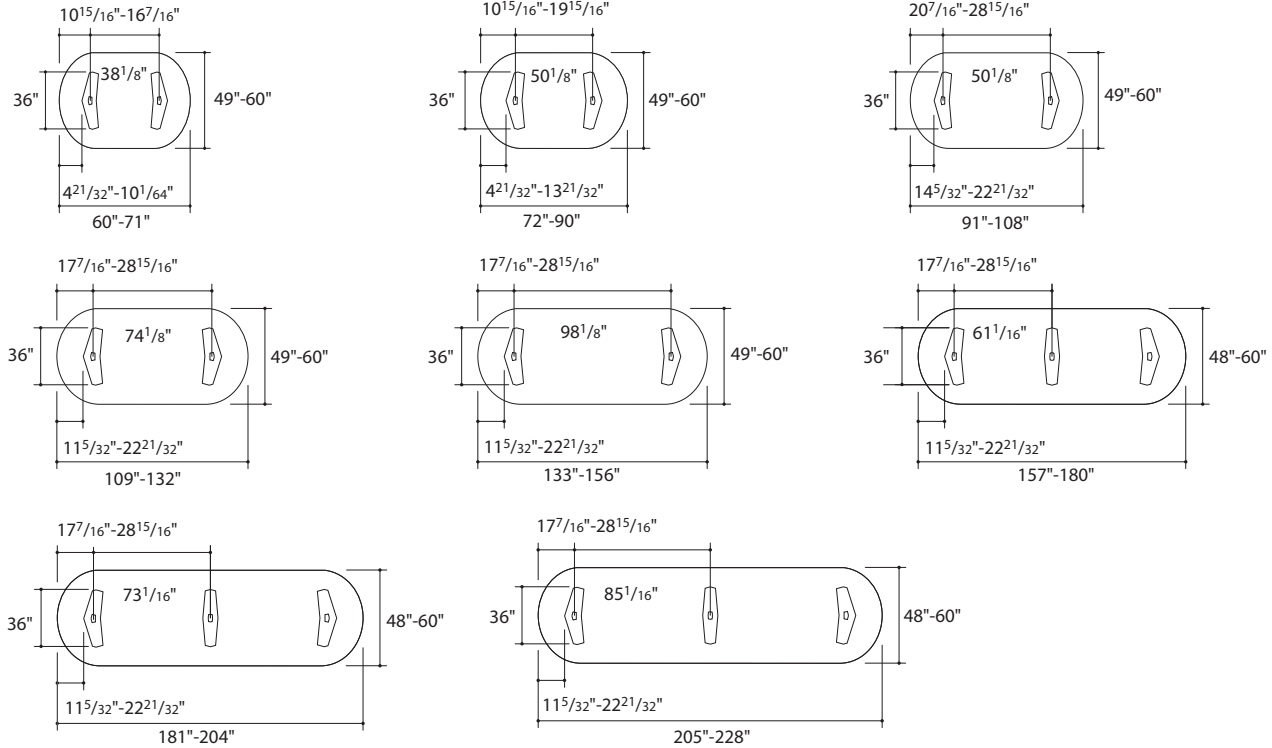 10 15/16"-16 7/16"
38 1/8"
36"
49"-60"
4 21/32"-10 1/64"
60"-71"
10 15/16"-19 15/16"
50 1/8"
36"
49"-60"
4 21/32"-13 21/32"
72"-90"
20 7/16"-28 15/16"
50 1/8"
36"
49"-60"
14 5/32"-22 21/32"
91"-108"
17 7/16"-28 15/16"
74 1/8"
36"
49"-60"
11 5/32"-22 21/32"
109"-132"
17 7/16"-28 15/16"
98 1/8"
36"
49"-60"
11 5/32"-22 21/32"
133"-156"
17 7/16"-28 15/16"
61 1/16"
36"
48"-60"
11 5/32"-22 21/32"
157"-180"
17 7/16"-28 15/16"
73 1/16"
36"
48"-60"
11 5/32"-22 21/32"
181"-204"
17 7/16"-28 15/16"
85 1/16"
36"
48"-60"
11 5/32"-22 21/32"
205"-228"